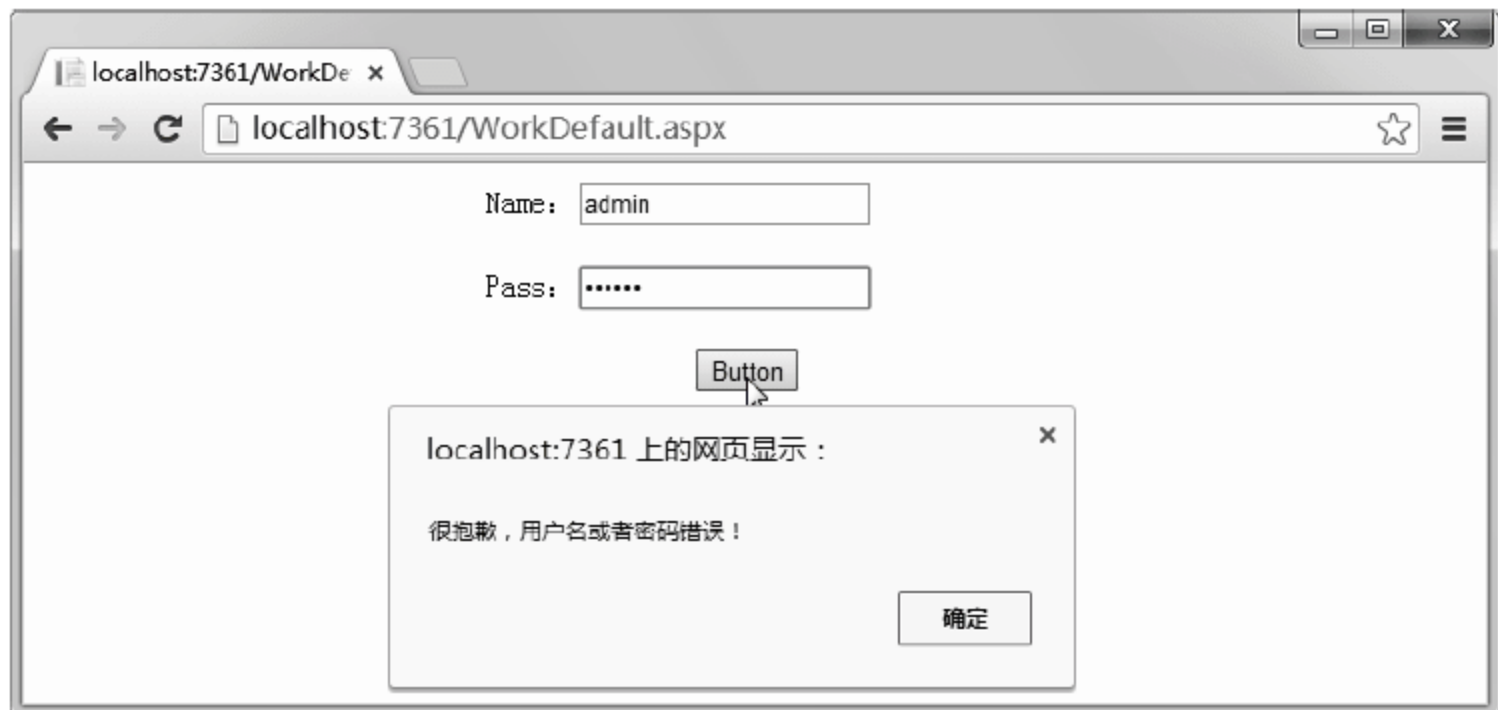 localhost:7361/WorkDe
localhost:7361/WorkDefault.aspx
Name： admin
Pass： ••••••
Button
localhost:7361 上的网页显示：
很抱歉，用户名或者密码错误！
确定